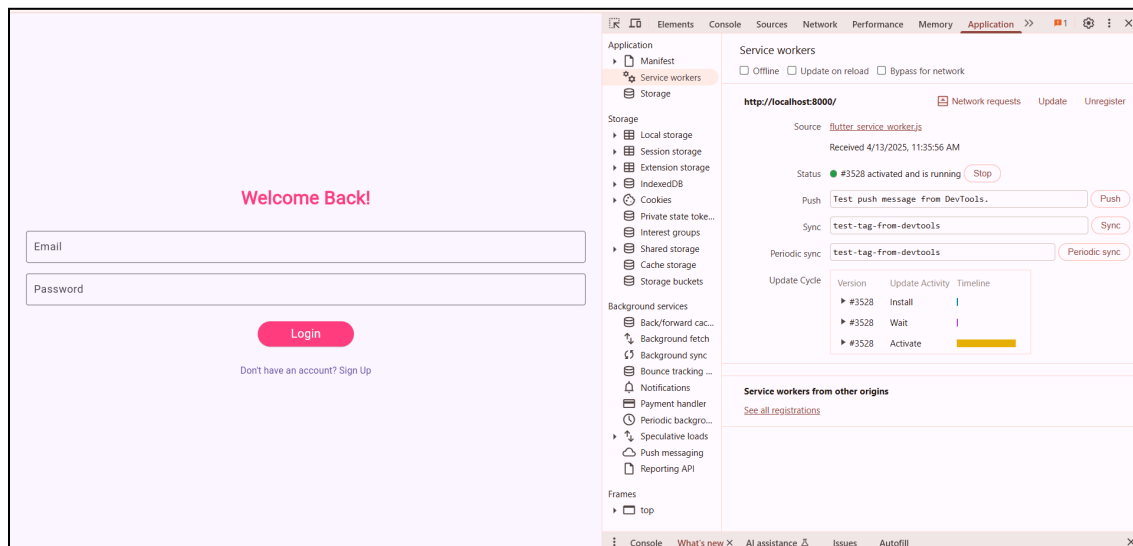 Welcome Back!
Email
Password
Login
Don't have an account? Sign Up
Elements Console Sources Network Performance Memory Application 1
Application
Manifest
Service workers
Storage
Storage
Local storage
Session storage
Extension storage
IndexedDB
Cookies
Private state toke...
Interest groups
Shared storage
Cache storage
Storage buckets
Background services
Back/forward cac...
Background fetch
Background sync
Bounce tracking ...
Notifications
Payment handler
Periodic backgro...
Speculative loads
Push messaging
Reporting API
Frames
top
Service workers
Offline Update on reload Bypass for network
http://localhost:8000/ Network requests Update Unregister
Source flutter_service_worker.js
Received 4/13/2025, 11:35:56 AM
Status #3528 activated and is running Stop
Push Test push message from DevTools. Push
Sync test-tag-from-devtools Sync
Periodic sync test-tag-from-devtools Periodic sync
Update Cycle Version Update Activity Timeline
#3528 Install
#3528 Wait
#3528 Activate
Service workers from other origins
See all registrations
Console What's new AI assistance Issues Autofill